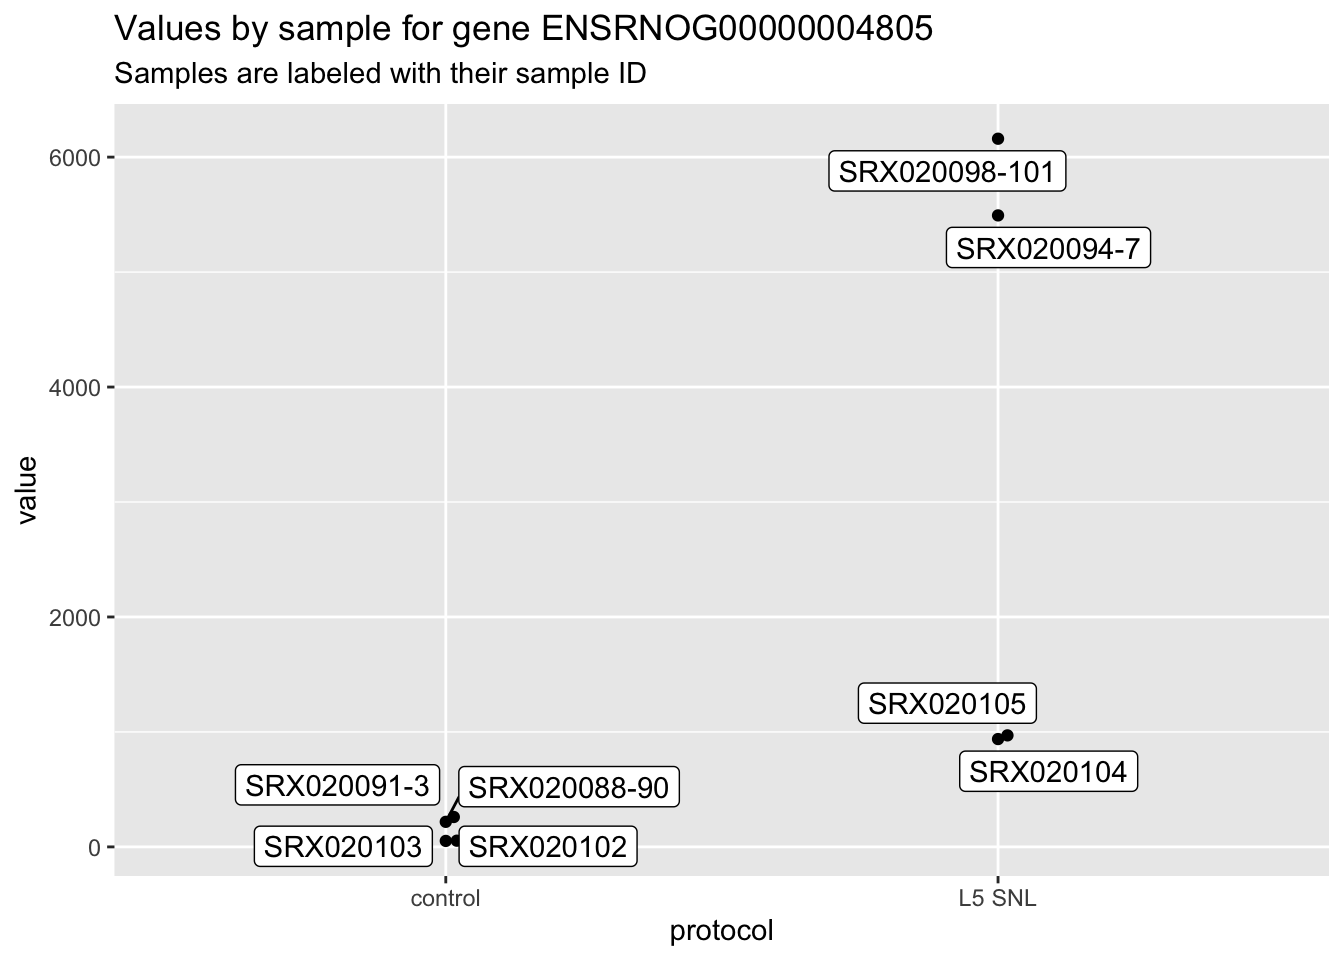 Values by sample for gene ENSRNOG00000004805
Samples are labeled with their sample ID
value
6000
4000
2000
0
SRX020098-101
SRX020094-7
SRX020105
SRX020104
SRX020091-3
SRX020088-90
SRX020103
SRX020102
control
L5 SNL
protocol